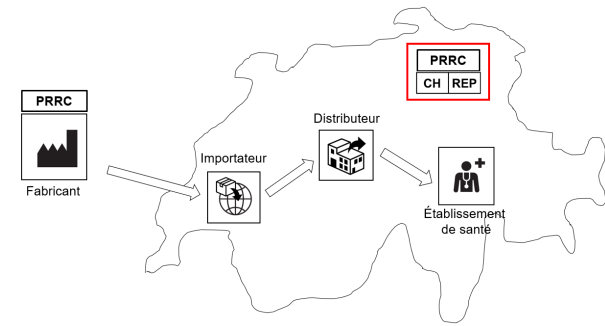 PRRC
CH REP
PRRC
Distributeur
Importateur
Fabricant
Établissement
de santé